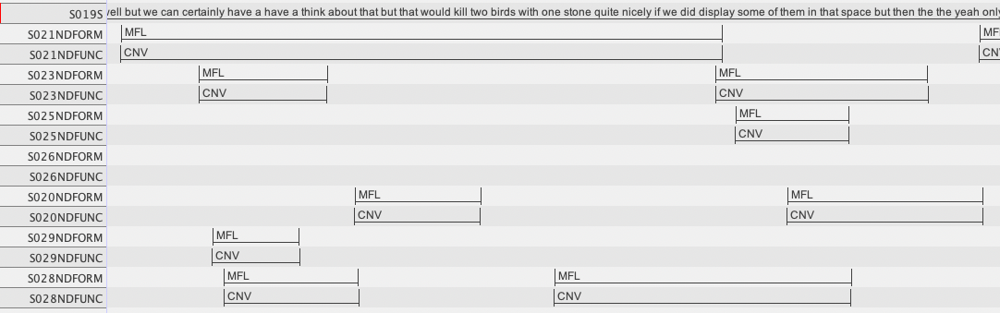 S019S vell but we can certainly have a have a think about that but that would kill two birds with one stone quite nicely if we did display some of them in that space but then the the yeah only
S021NDFORM MFL MFL
S021NDFUNC CNV CNV
S023NDFORM MFL MFL
S023NDFUNC CNV CNV
S025NDFORM MFL
S025NDFUNC CNV
S026NDFORM
S026NDFUNC
S020NDFORM MFL MFL
S020NDFUNC CNV CNV
S029NDFORM MFL
S029NDFUNC CNV
S028NDFORM MFL MFL
S028NDFUNC CNV CNV